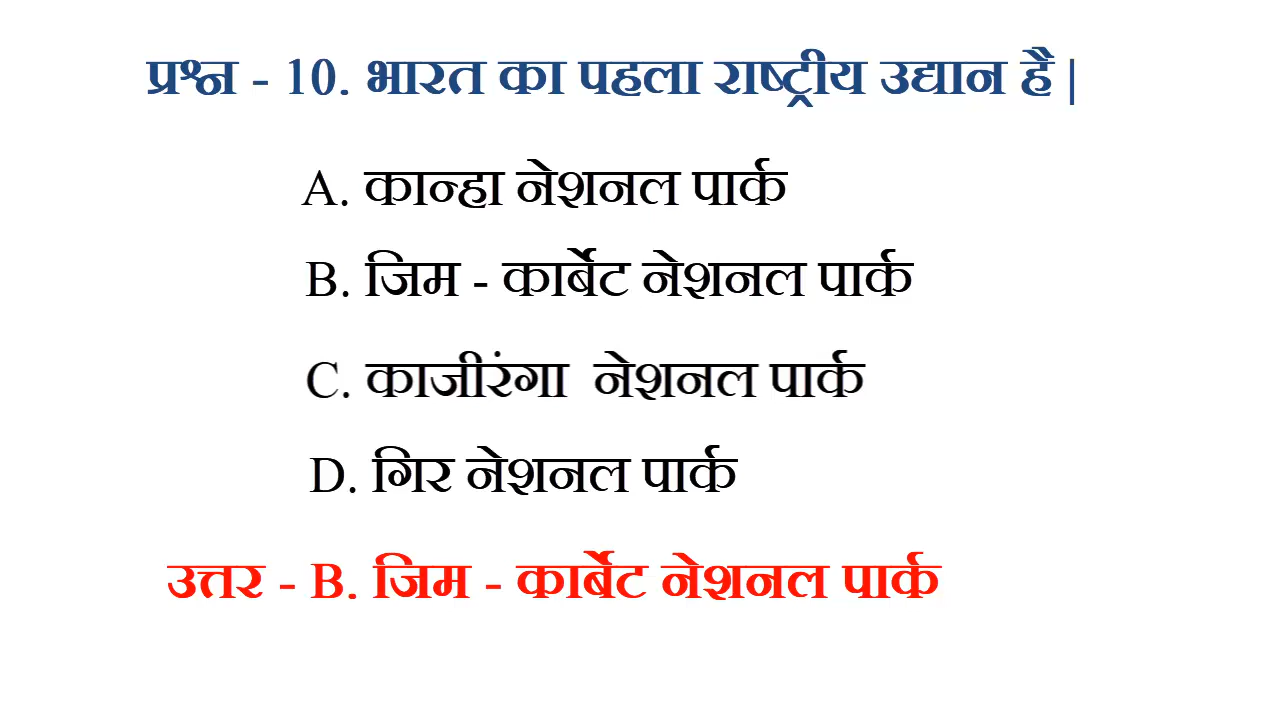 प्रश्न - 10. भारत का पहला राष्ट्रीय उद्यान है |
A. कान्हा नेशनल पार्क
B. जिम - कार्बेट नेशनल पार्क
C. काजीरंगा नेशनल पार्क
D. गिर नेशनल पार्क
उत्तर - B. जिम - कार्बेट नेशनल पार्क